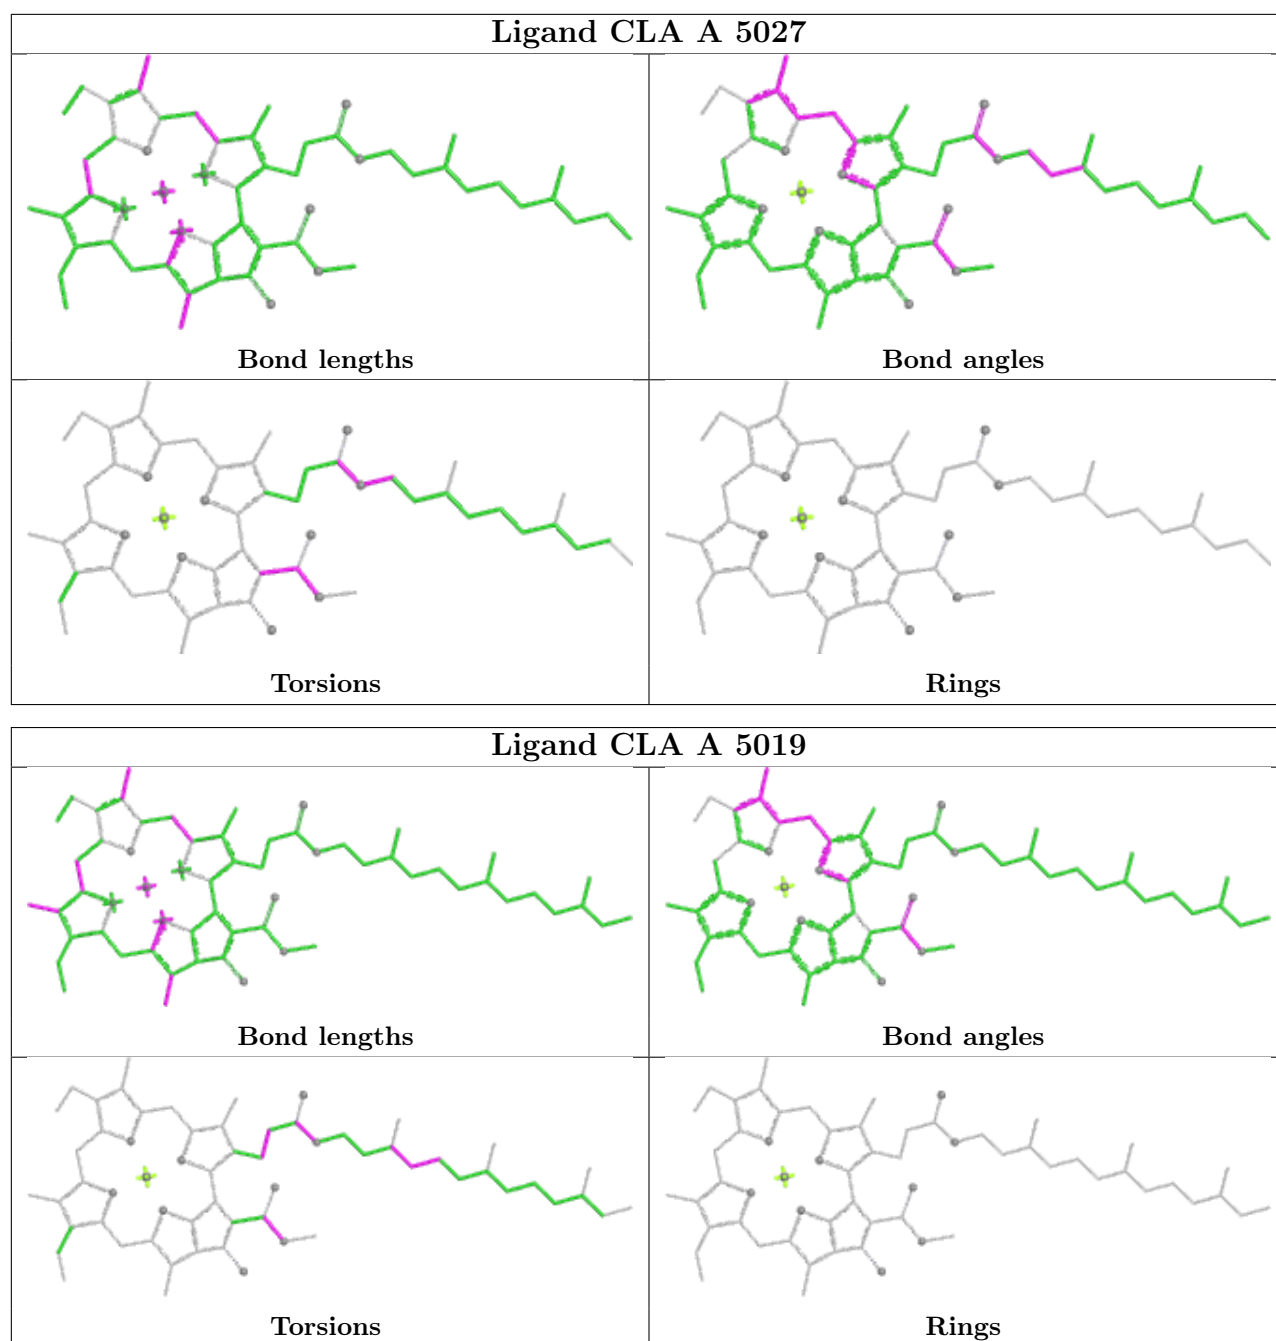 Ligand CLA A 5027
Bond lengths
Bond angles
Torsions
Rings
Ligand CLA A 5019
Bond lengths
Bond angles
Torsions
Rings